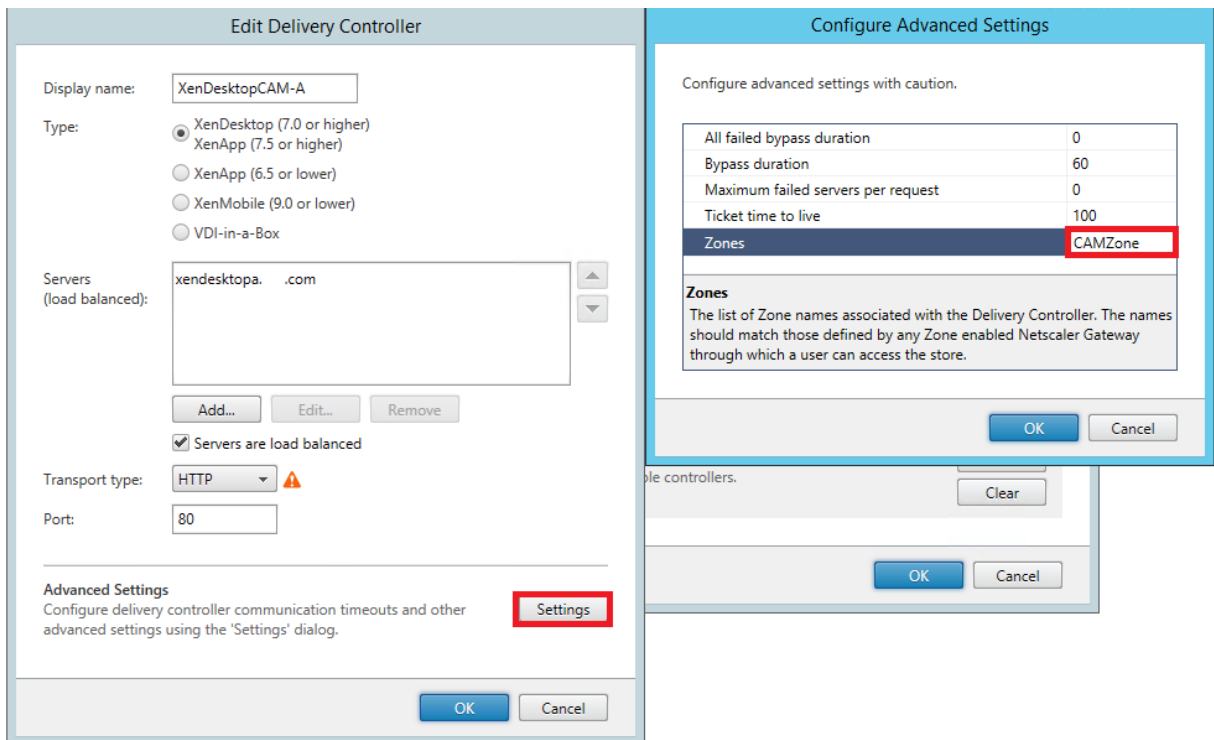 Edit Delivery Controller
Display name: XenDesktopCAM-A
Type: XenDesktop (7.0 or higher)
XenApp (7.5 or higher)
XenApp (6.5 or lower)
XenMobile (9.0 or lower)
VDI-in-a-Box
Servers
(load balanced):
xendesktopa. .com
Add... Edit... Remove
Servers are load balanced
Transport type: HTTP
Port: 80
Advanced Settings
Configure delivery controller communication timeouts and other
advanced settings using the 'Settings' dialog.
Settings
OK Cancel
Configure Advanced Settings
Configure advanced settings with caution.
All failed bypass duration 0
Bypass duration 60
Maximum failed servers per request 0
Ticket time to live 100
Zones CAMZone
Zones
The list of Zone names associated with the Delivery Controller. The names
should match those defined by any Zone enabled Netscaler Gateway
through which a user can access the store.
OK Cancel
controllers.
Clear
OK Cancel